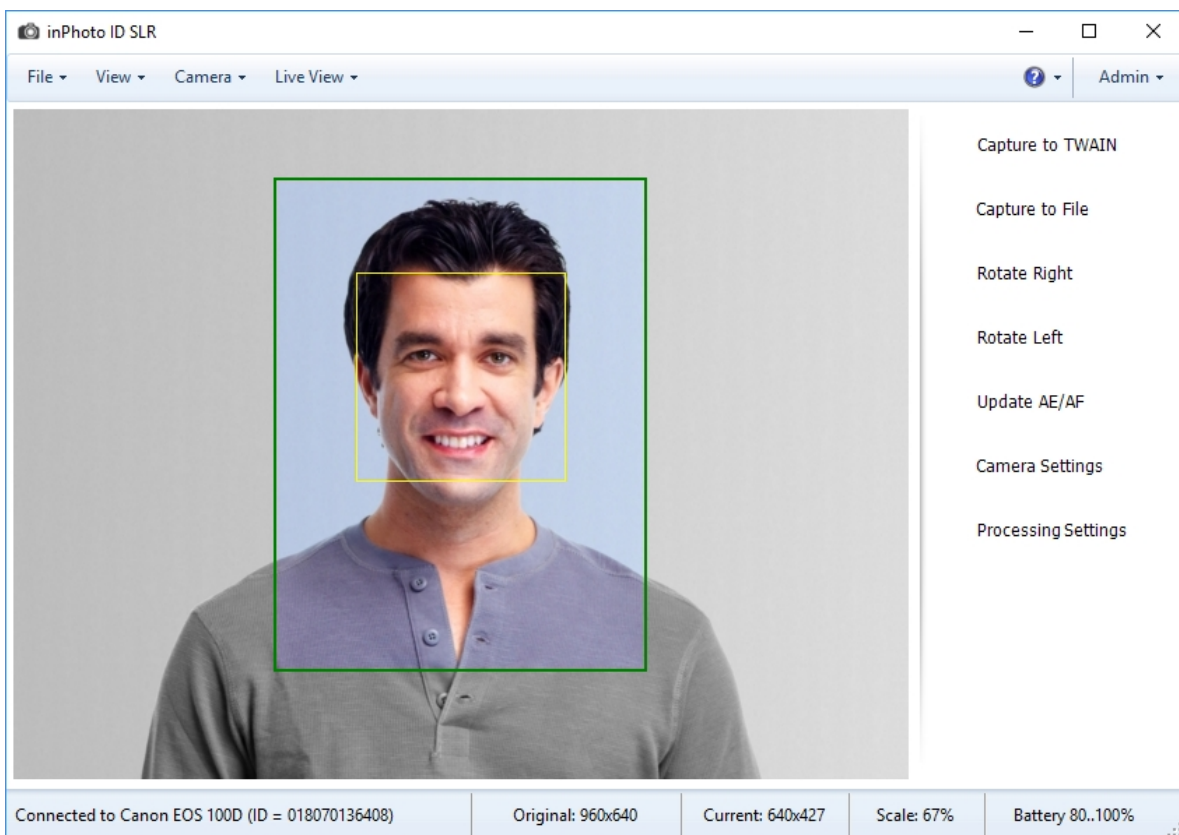 inPhoto ID SLR
File View Camera Live View ? Admin
Capture to TWAIN
Capture to File
Rotate Right
Rotate Left
Update AE/AF
Camera Settings
Processing Settings
Connected to Canon EOS 100D (ID = 018070136408) Original: 960x640 Current: 640x427 Scale: 67% Battery 80..100%